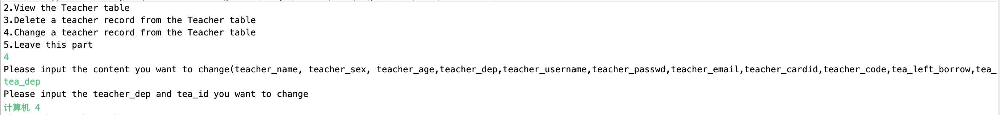 2.View the Teacher table
3.Delete a teacher record from the Teacher table
4.Change a teacher record from the Teacher table
5.Leave this part
4
Please input the content you want to change(teacher_name, teacher_sex, teacher_age,teacher_dep,teacher_username,teacher_passwd,teacher_email,teacher_cardid,teacher_code,tea_left_borrow,tea_
tea_dep
Please input the teacher_dep and tea_id you want to change
计算机 4